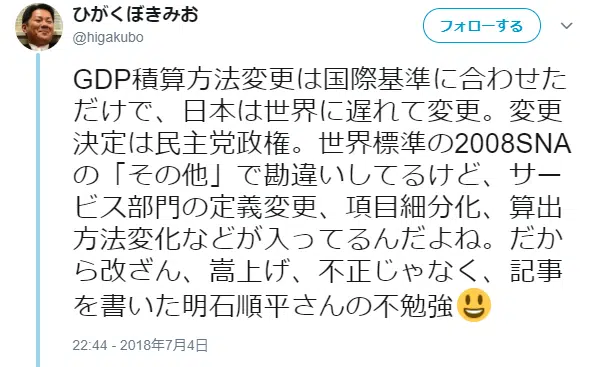 ひがくぼきみお
フォローする
@higakubo
GDP積算方法変更は国際基準に合わせた
だけで、日本は世界に遅れて変更。変更
決定は民主党政権。世界標準の2008SNA
の「その他」で勘違いしてるけど、サー
ビス部門の定義変更、項目細分化、算出
方法変化などが入ってるんだよね。だか
ら改ざん、嵩上げ、不正じゃなく、記事
を書いた明石順平さんの不勉強😃
22:44 - 2018年7月4日